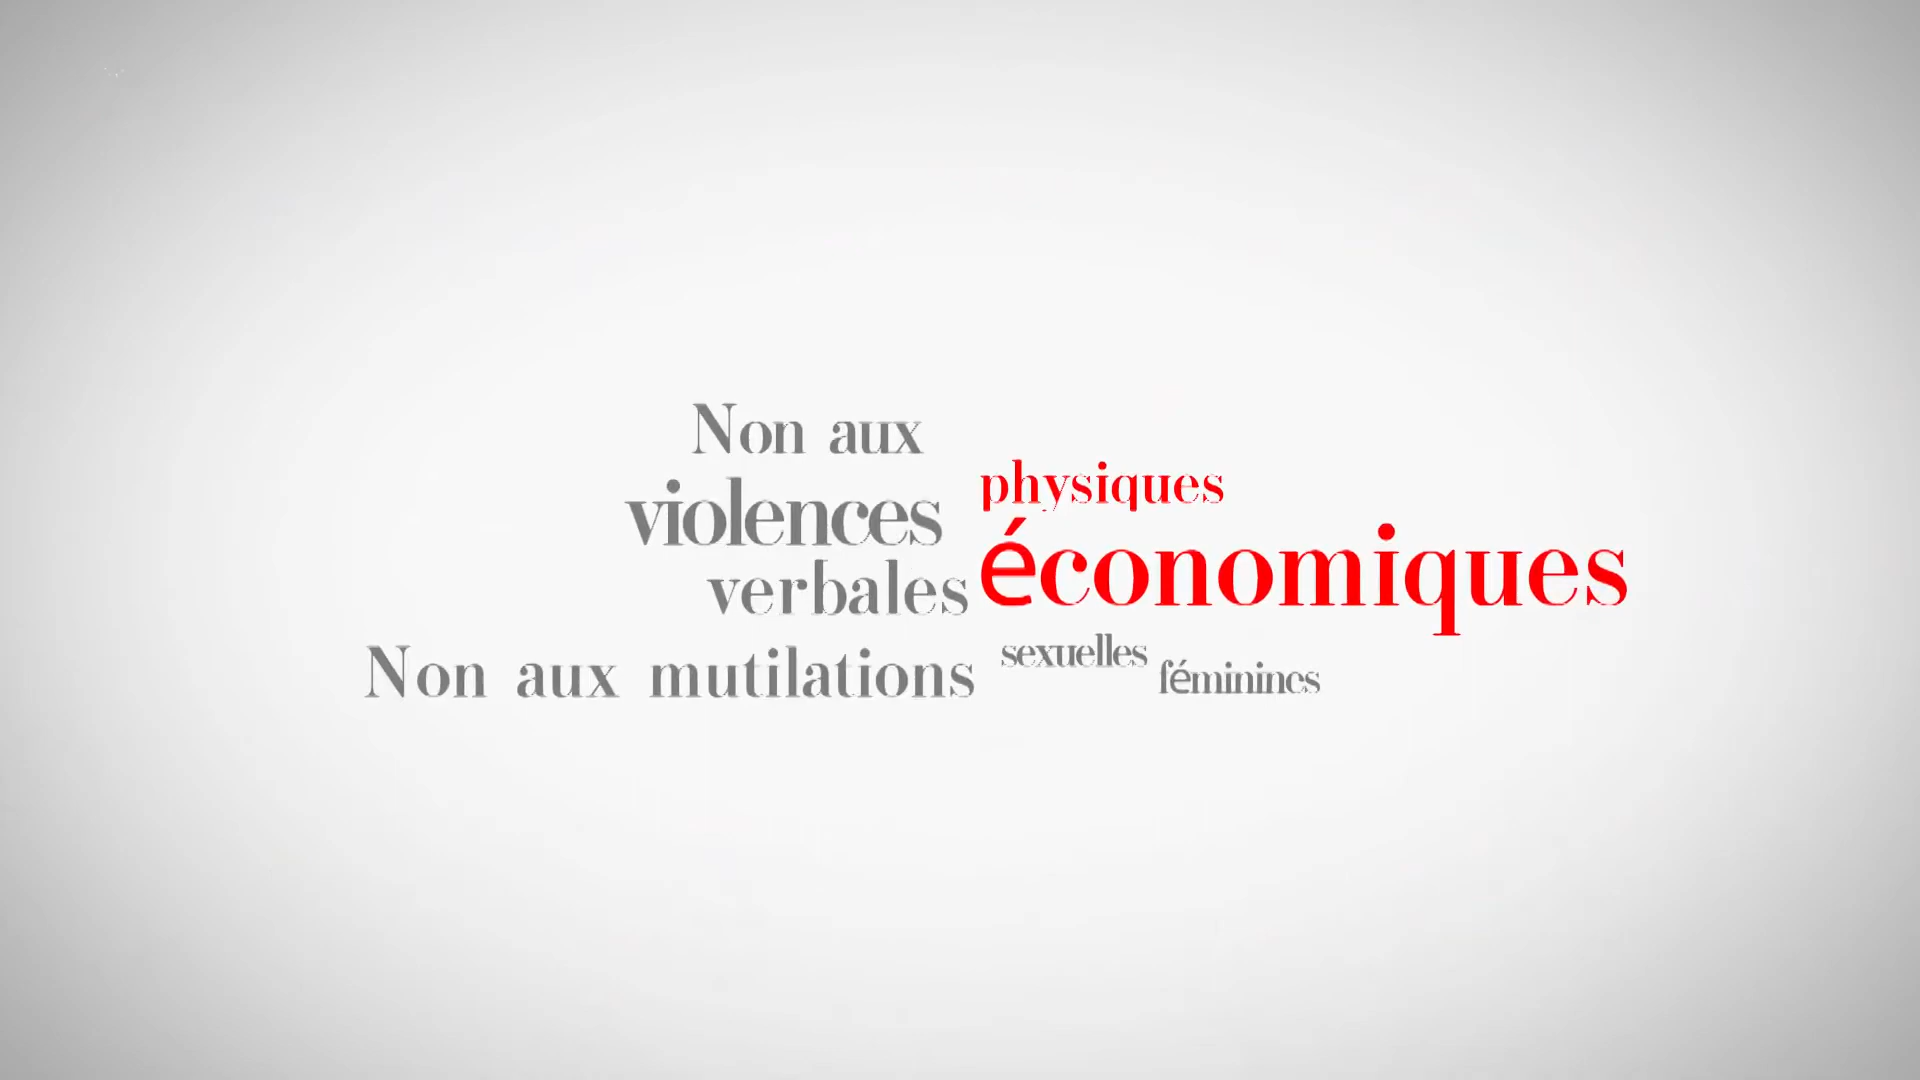 Non aux
violences
physiques
verbales
économiques
Non aux mutilations
sexuelles
féminines